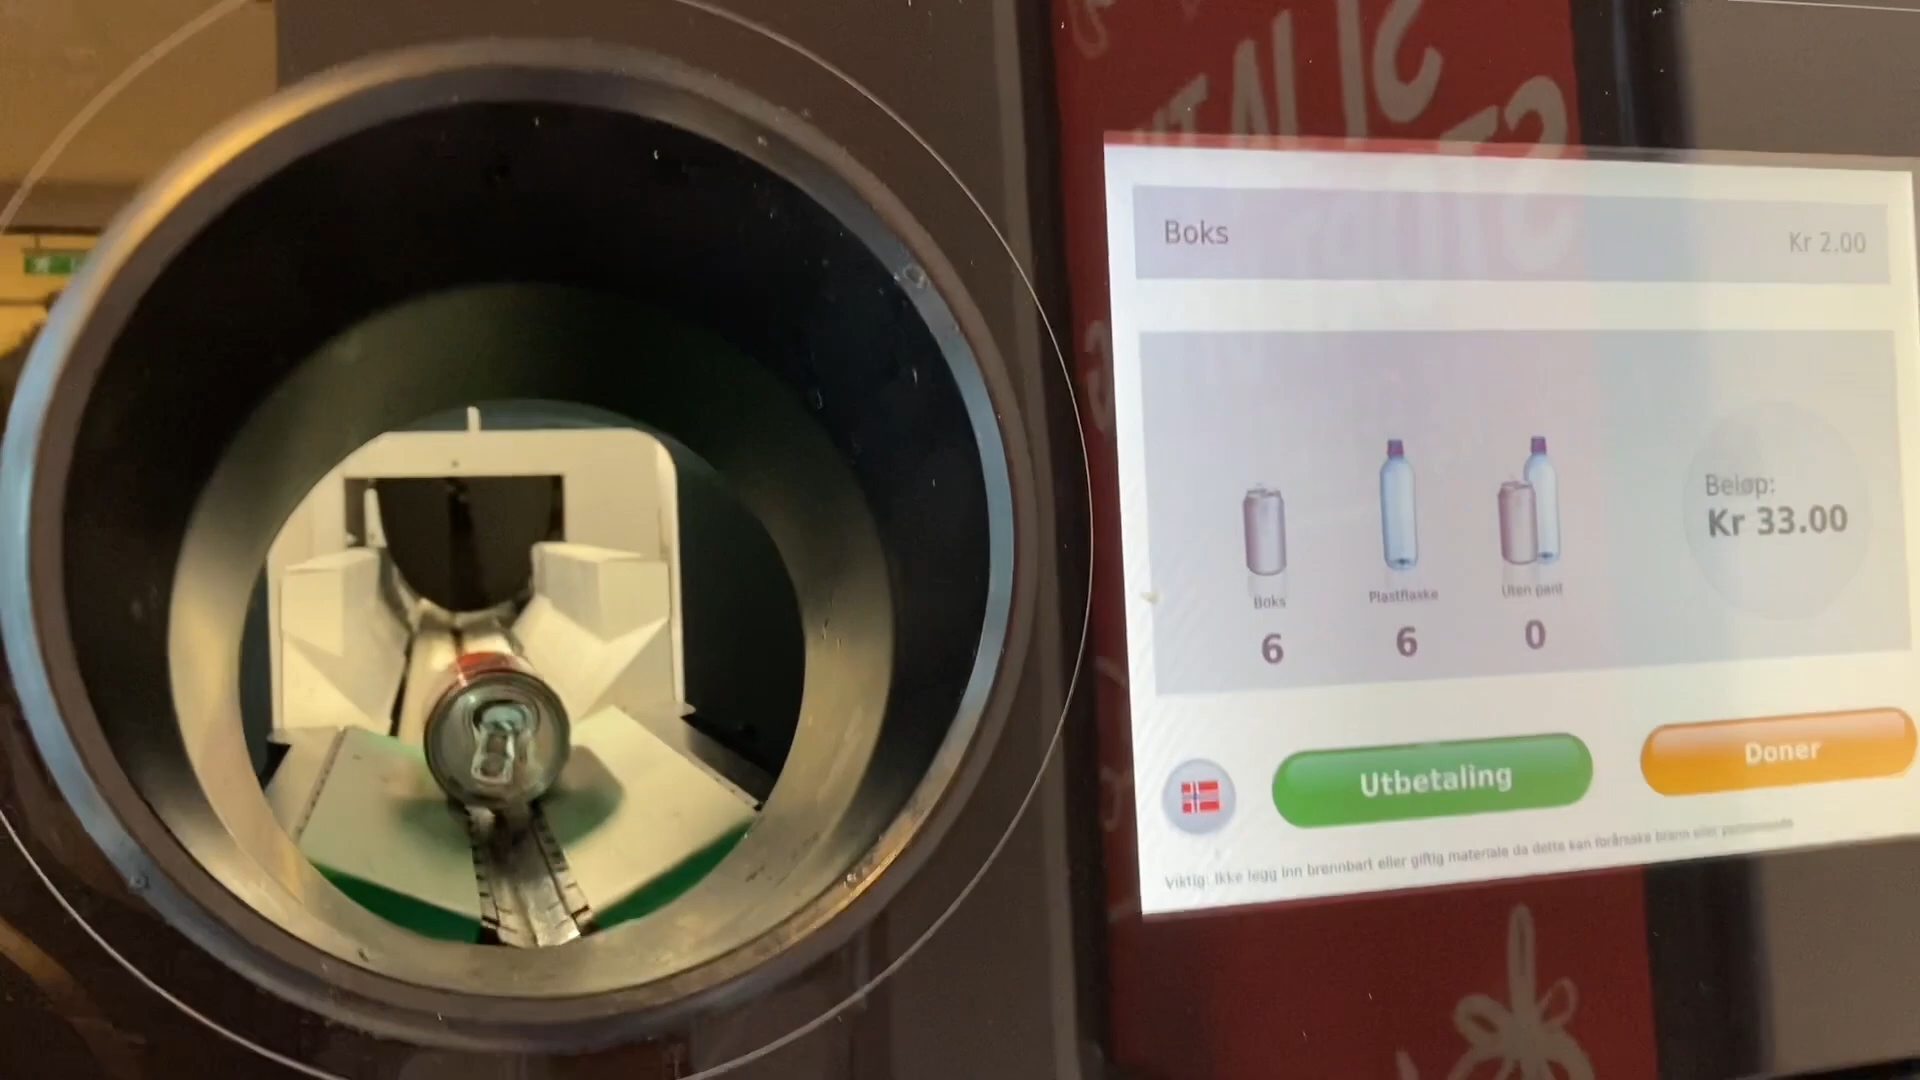 Boks
Kr 2.00
Boks
Plastflaske
Uten pant
6
6
0
Beløp:
Kr 33.00
Utbetaling
Doner
Viktig: Ikke legg inn brennbart eller giftig materiale da dette kan forårsake brann eller personskade